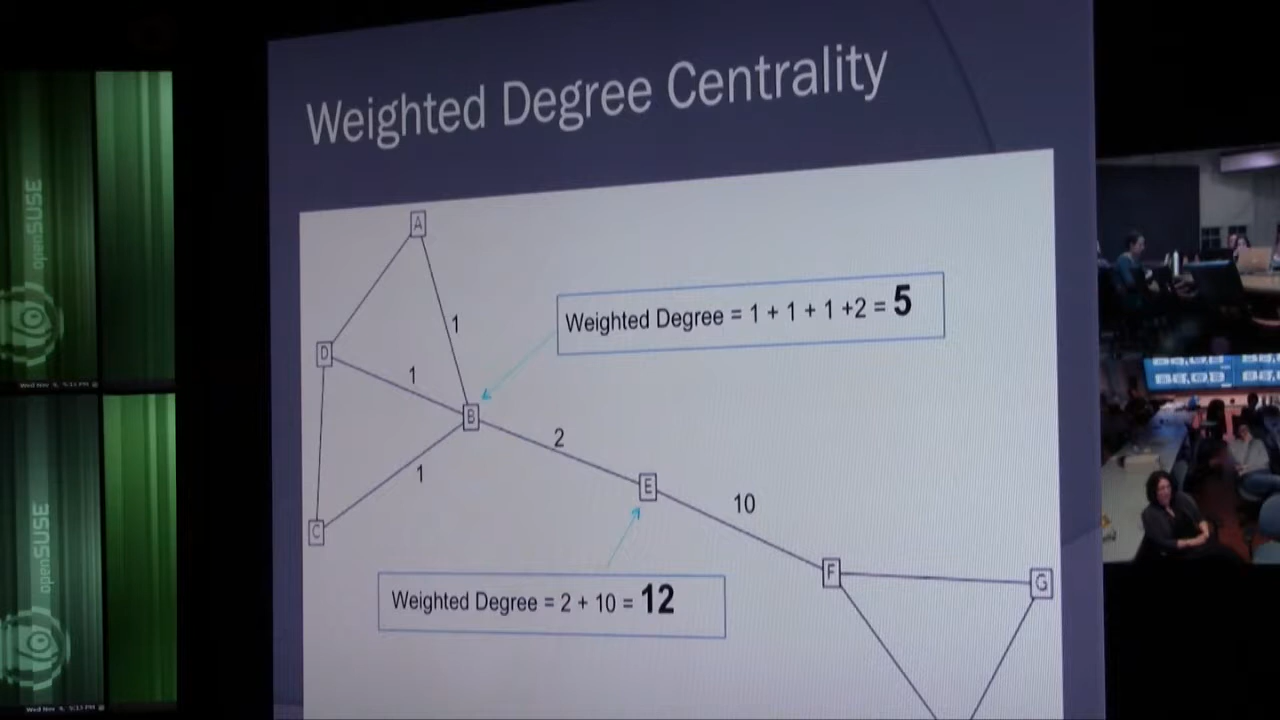 Weighted Degree Centrality
A
1
Weighted Degree = 1 + 1 + 1 +2 = 5
D
1
B
2
1
E
10
C
F
G
Weighted Degree = 2 + 10 = 12
openSUSE
openSUSE